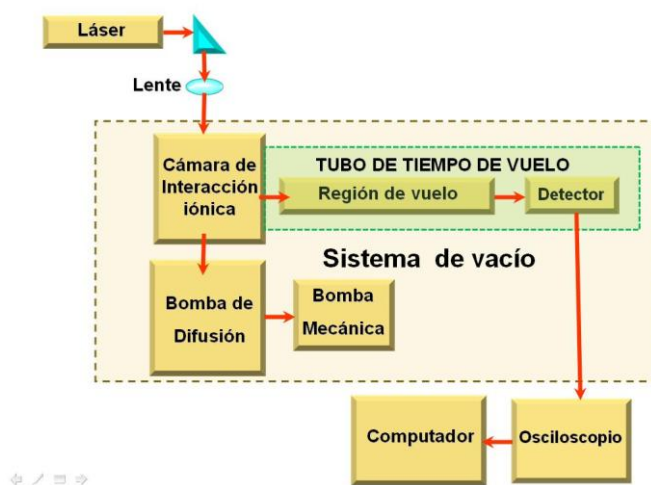 Láser
Lente
Cámara de
Interacción
iónica
TUBO DE TIEMPO DE VUELO
Región de vuelo
Detector
Sistema de vacío
Bomba de
Difusión
Bomba
Mecánica
Computador
Osciloscopio